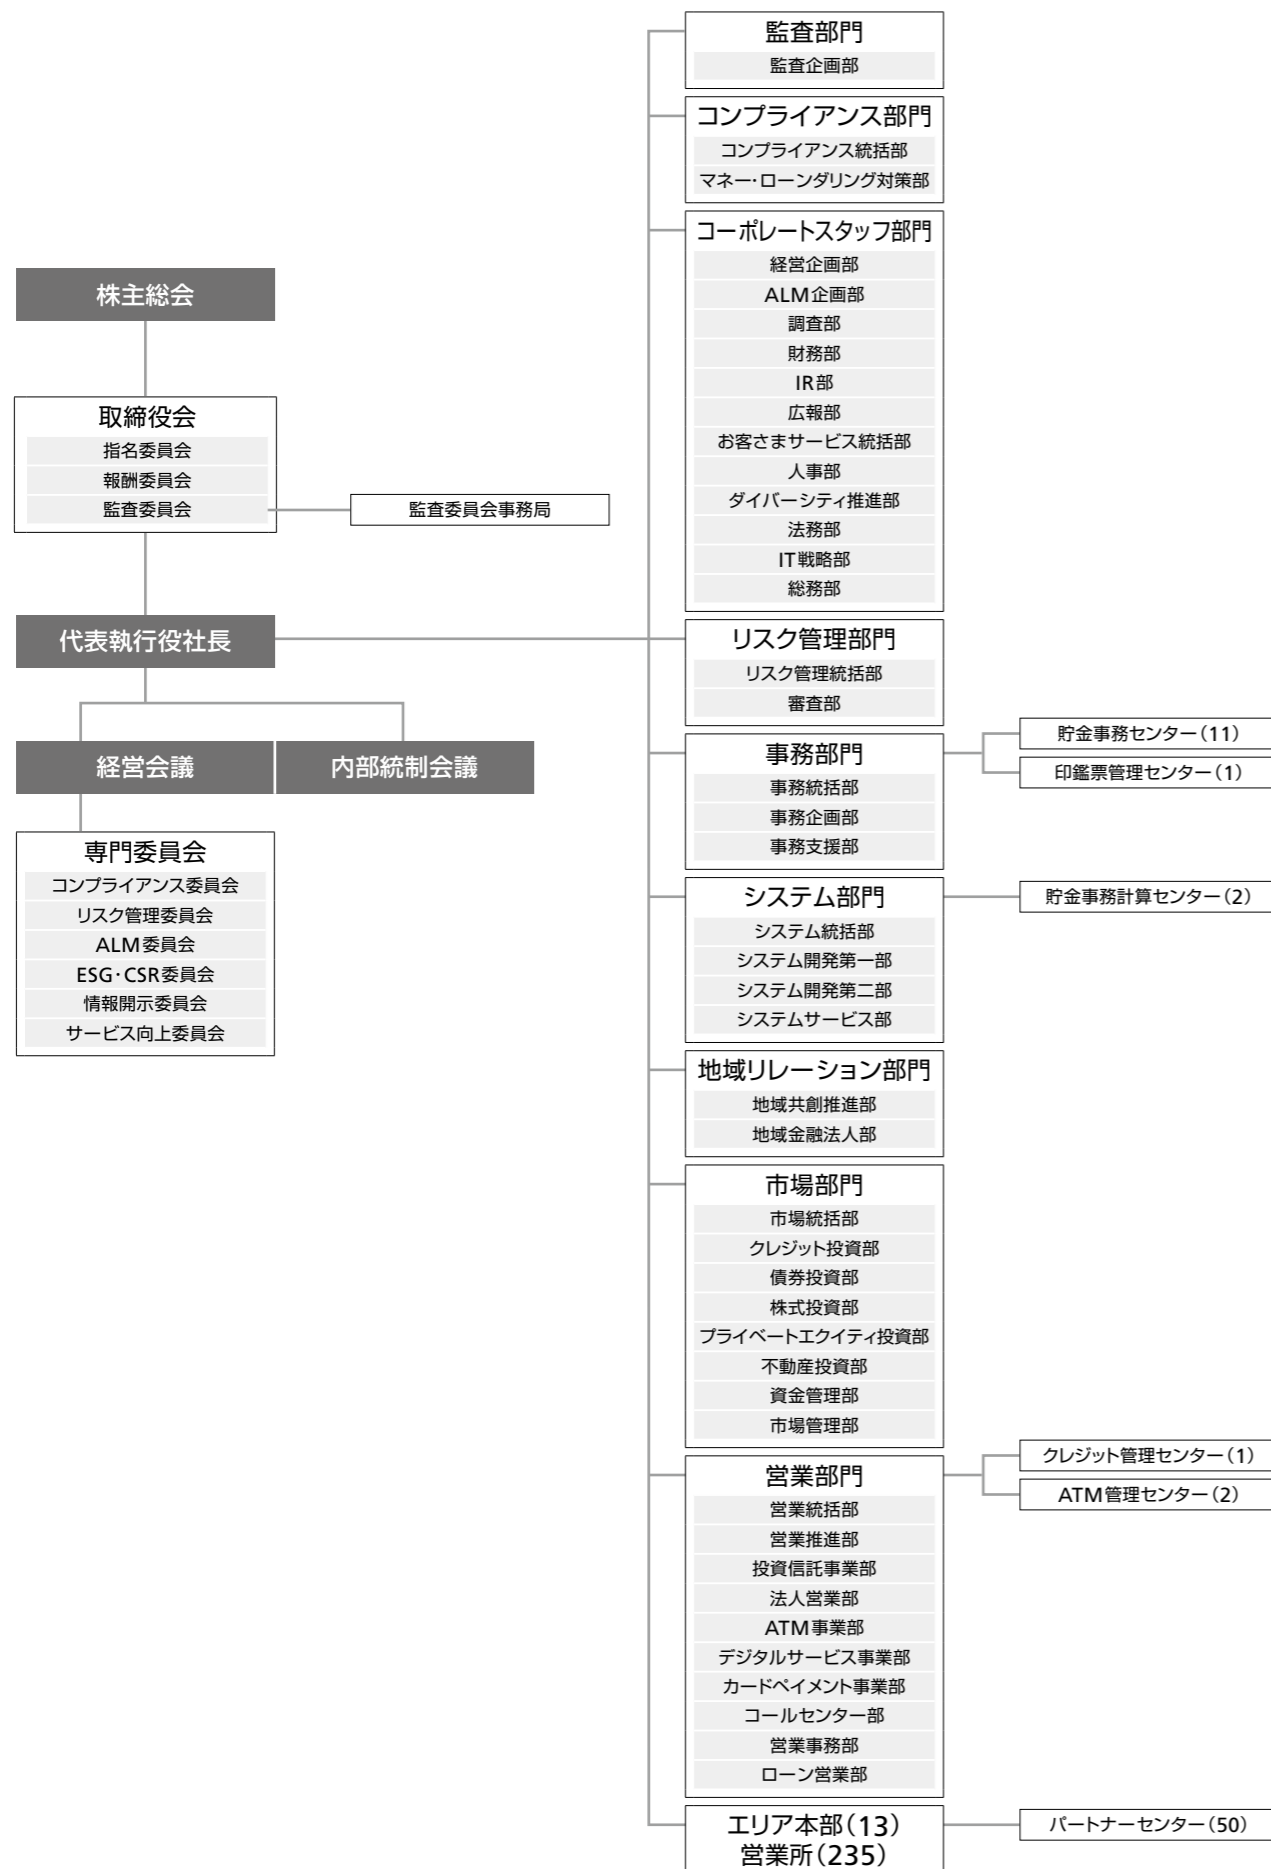 株主総会
取締役会
指名委員会
報酬委員会
監査委員会
監査委員会事務局
代表執行役社長
経営会議
内部統制会議
専門委員会
コンプライアンス委員会
リスク管理委員会
ALM委員会
ESG・CSR委員会
情報開示委員会
サービス向上委員会
監査部門
監査企画部
コンプライアンス部門
コンプライアンス統括部
マネー・ローンダリング対策部
コーポレートスタッフ部門
経営企画部
ALM企画部
調査部
財務部
IR部
広報部
お客さまサービス統括部
人事部
ダイバーシティ推進部
法務部
IT戦略部
総務部
リスク管理部門
リスク管理統括部
審査部
事務部門
事務統括部
事務企画部
事務支援部
貯金事務センター(11)
印鑑票管理センター(1)
システム部門
システム統括部
システム開発第一部
システム開発第二部
システムサービス部
貯金事務計算センター(2)
地域リレーション部門
地域共創推進部
地域金融法人部
市場部門
市場統括部
クレジット投資部
債券投資部
株式投資部
プライベートエクイティ投資部
不動産投資部
資金管理部
市場管理部
営業部門
営業統括部
営業推進部
投資信託事業部
法人営業部
ATM事業部
デジタルサービス事業部
カードペイメント事業部
コールセンター部
営業事務部
ローン営業部
クレジット管理センター(1)
ATM管理センター(2)
エリア本部(13)
営業所(235)
パートナーセンター(50)